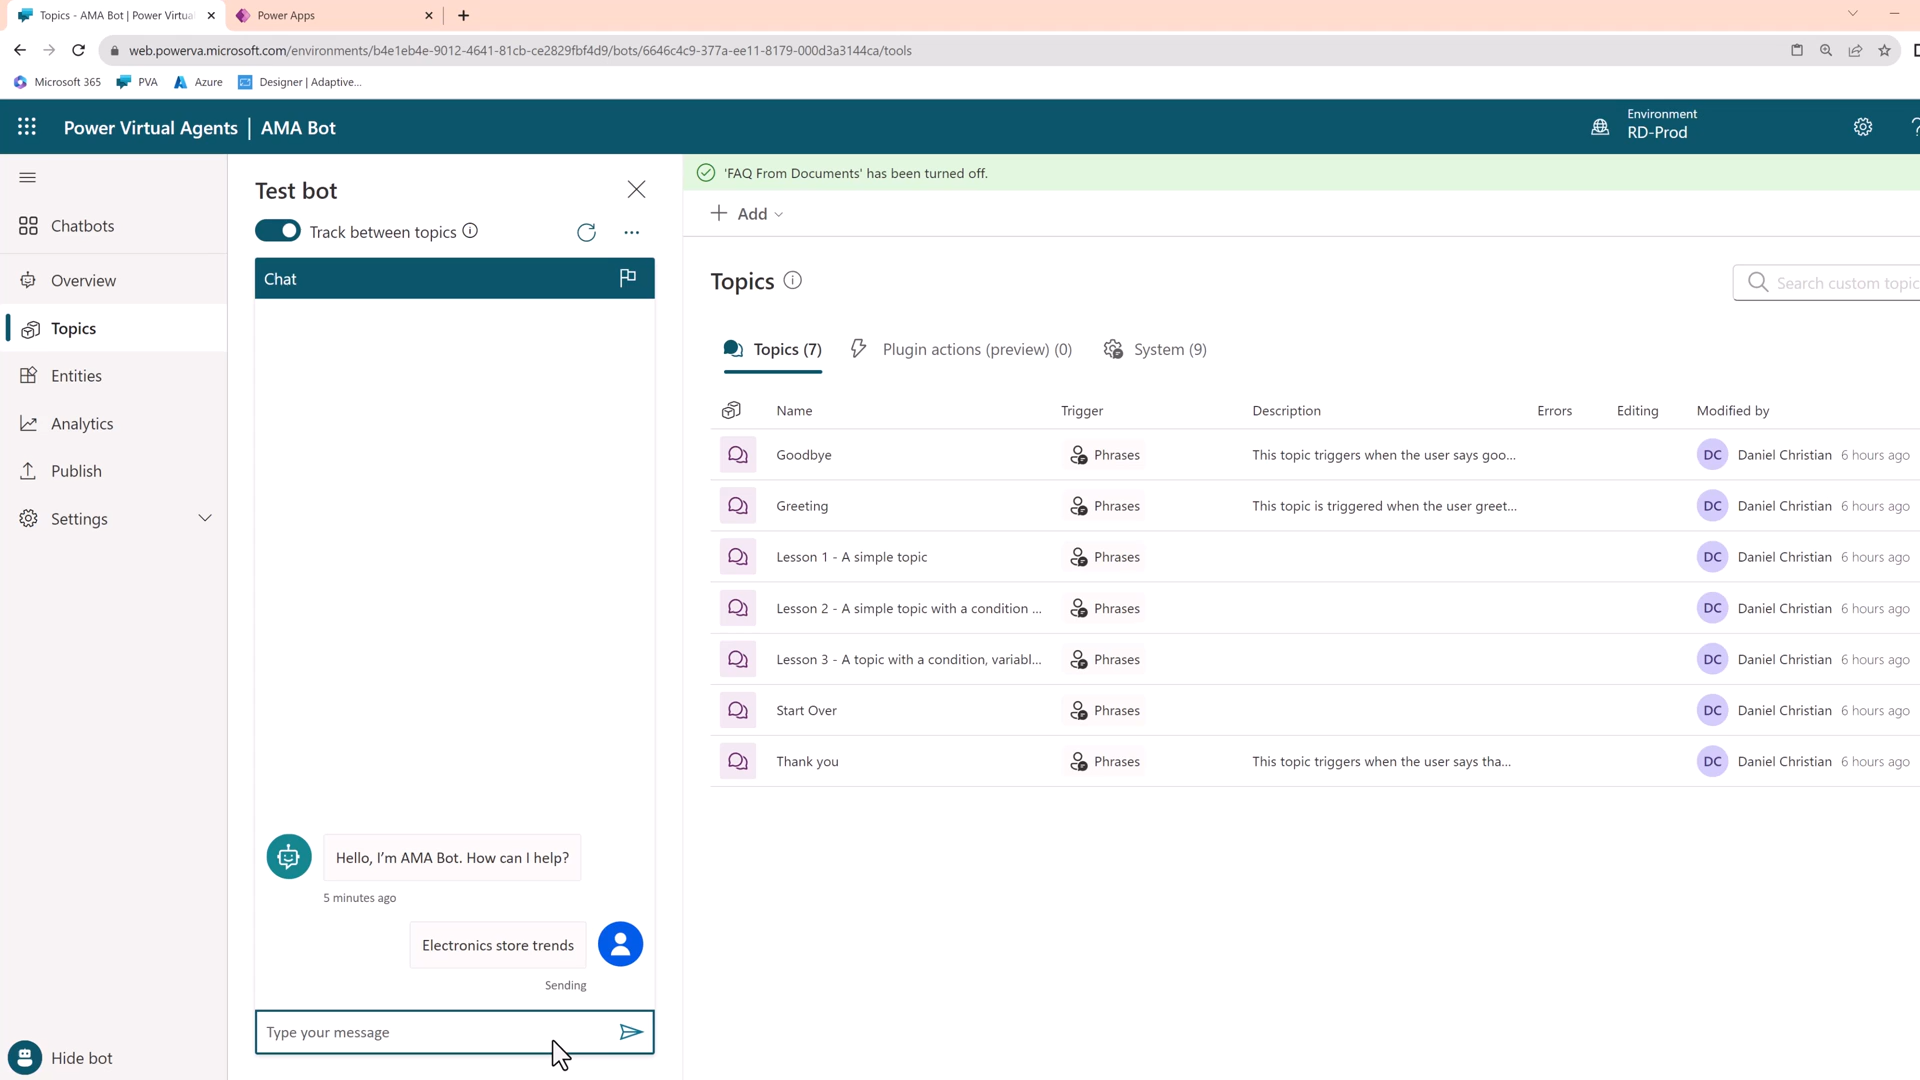 Topics - AMA Bot | Power Virtua
Power Apps
web.powerva.microsoft.com/environments/b4e1eb4e-9012-4641-81cb-ce2829fbf4d9/bots/6646c4c9-377a-ee11-8179-000d3a3144ca/tools
Microsoft 365
PVA
Azure
Designer | Adaptive...
Power Virtual Agents | AMA Bot
Environment
RD-Prod
Chatbots
Overview
Topics
Entities
Analytics
Publish
Settings
Hide bot
Test bot
Track between topics
Chat
Hello, I'm AMA Bot. How can I help?
5 minutes ago
Electronics store trends
Sending
Type your message
'FAQ From Documents' has been turned off.
Add
Topics
Search custom topic
Topics (7)
Plugin actions (preview) (0)
System (9)
Name Trigger Description Errors Editing Modified by
Goodbye Phrases This topic triggers when the user says goo... DC Daniel Christian 6 hours ago
Greeting Phrases This topic is triggered when the user greet... DC Daniel Christian 6 hours ago
Lesson 1 - A simple topic Phrases DC Daniel Christian 6 hours ago
Lesson 2 - A simple topic with a condition ... Phrases DC Daniel Christian 6 hours ago
Lesson 3 - A topic with a condition, variabl... Phrases DC Daniel Christian 6 hours ago
Start Over Phrases DC Daniel Christian 6 hours ago
Thank you Phrases This topic triggers when the user says tha... DC Daniel Christian 6 hours ago